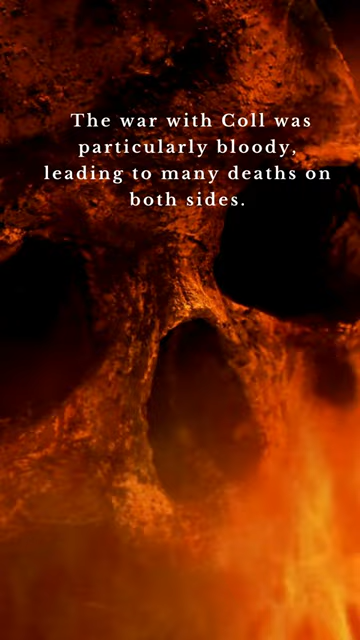 The war with Coll was
particularly bloody,
leading to many deaths on
both sides.